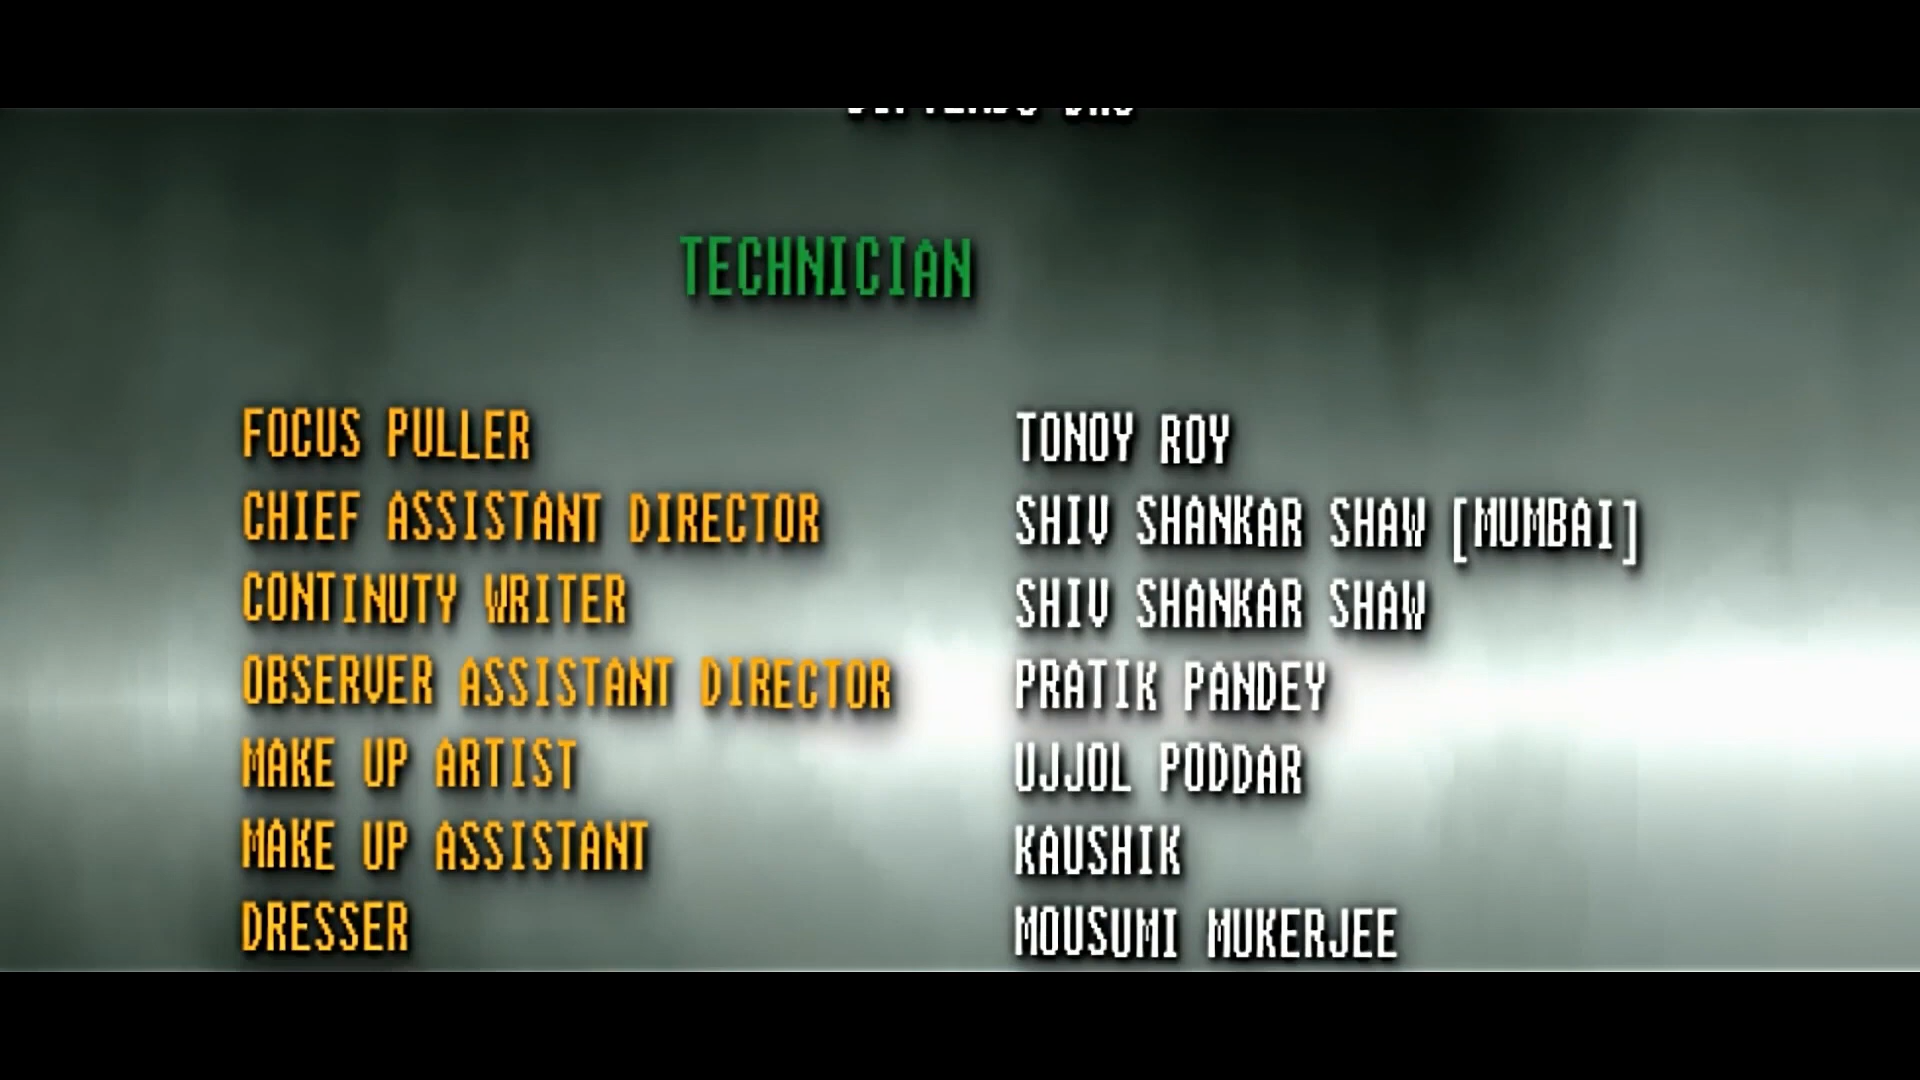 TECHNICIAN
FOCUS PULLER TONOY ROY
CHIEF ASSISTANT DIRECTOR SHIV SHANKAR SHAW [MUMBAI]
CONTINUTY WRITER SHIV SHANKAR SHAW
OBSERVER ASSISTANT DIRECTOR PRATIK PANDEY
MAKE UP ARTIST UJJOL PODDAR
MAKE UP ASSISTANT KAUSHIK
DRESSER MOUSUMI MUKERJEE